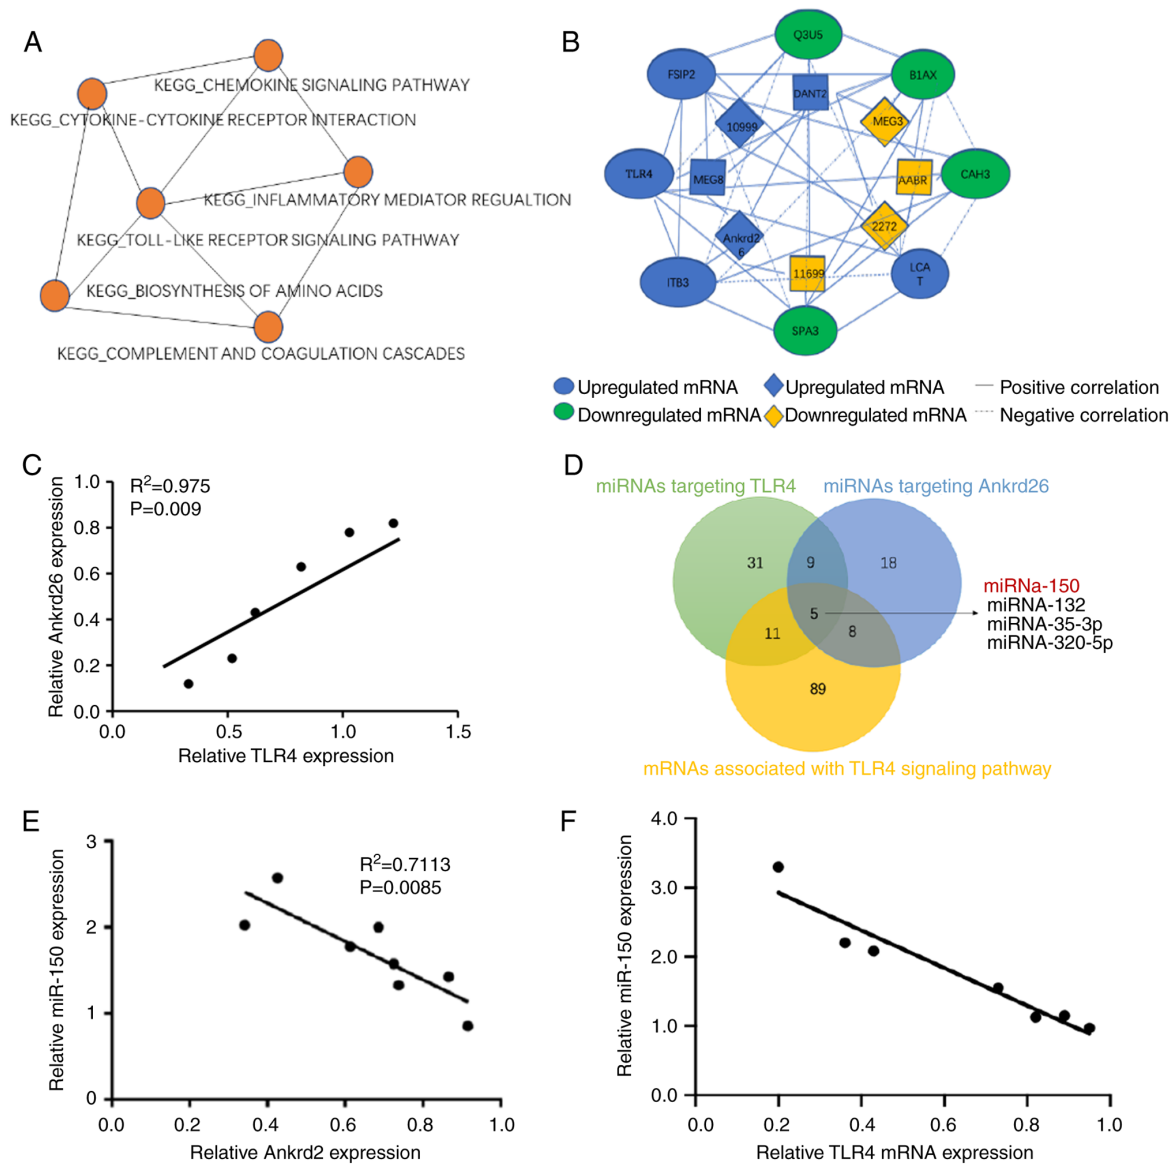 A
KEGG_CHEMOKINE SIGNALING PATHWAY
KEGG_CYTOKINE-CYTOKINE RECEPTOR INTERACTION
KEGG_INFLAMMATORY MEDIATOR REGUALTION
KEGG_TOLL-LIKE RECEPTOR SIGNALING PATHWAY
KEGG_BIOSYNTHESIS OF AMINO ACIDS
KEGG_COMPLEMENT AND COAGULATION CASCADES
B
Q3U5
FSIP2
B1AX
DANT2
10999
MEG3
TLR4
MEG8
AABR
CAH3
Ankrd2
6
2272
ITB3
11699
LCA
T
SPA3
Upregulated mRNA
Upregulated mRNA
Positive correlation
Downregulated mRNA
Downregulated mRNA
Negative correlation
C
R2=0.975
P=0.009
Relative Ankrd26 expression
1.0
0.8
0.6
0.4
0.2
0.0
0.0 0.5 1.0 1.5
Relative TLR4 expression
D
miRNAs targeting TLR4
miRNAs targeting Ankrd26
31
9
18
5
11
8
89
miRNa-150
miRNA-132
miRNA-35-3p
miRNA-320-5p
mRNAs associated with TLR4 signaling pathway
E
R2=0.7113
P=0.0085
Relative miR-150 expression
3
2
1
0
0.0 0.2 0.4 0.6 0.8 1.0
Relative Ankrd2 expression
F
Relative miR-150 expression
4.0
3.0
2.0
1.0
0.0
0.0 0.2 0.4 0.6 0.8 1.0
Relative TLR4 mRNA expression